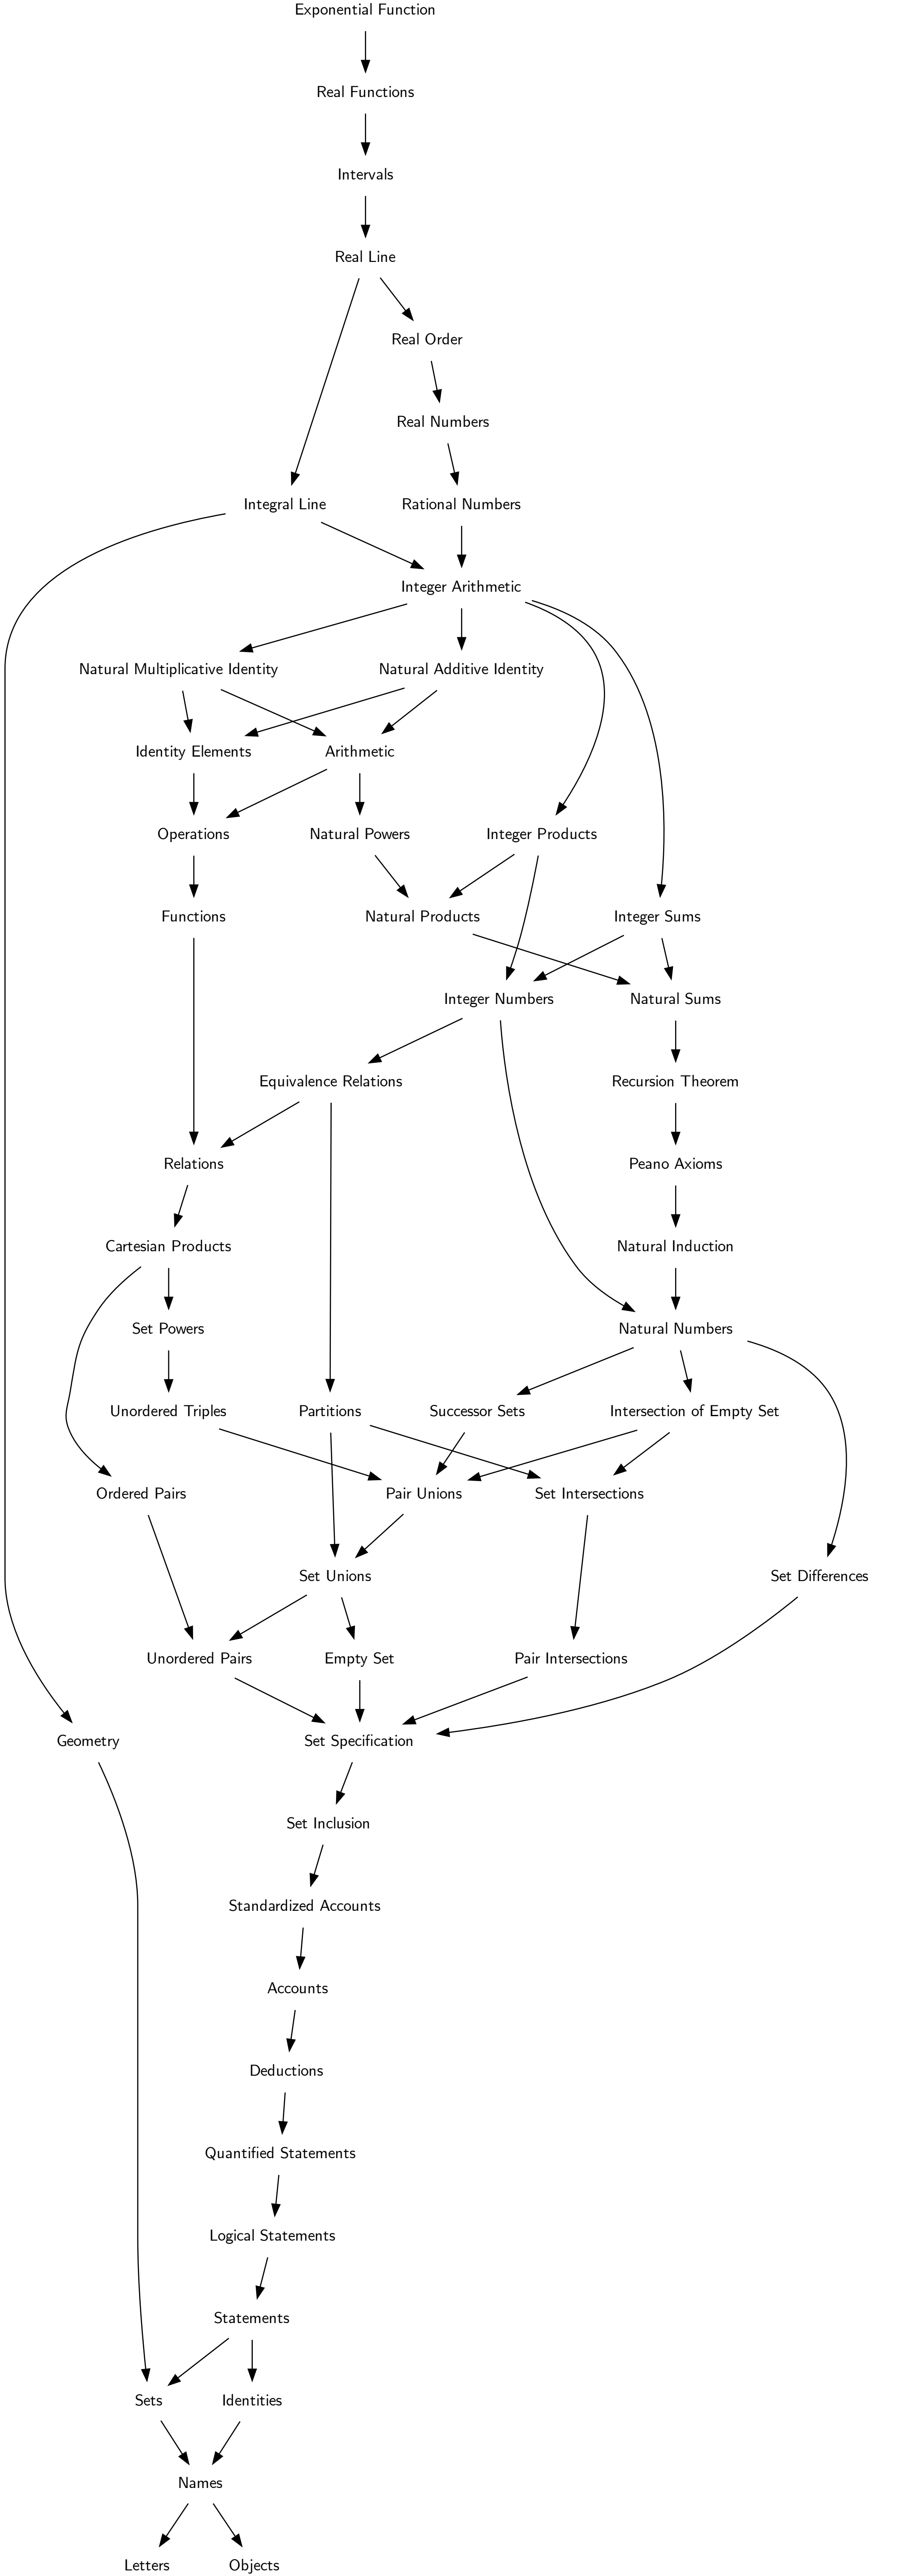 Exponential Function
Real Functions
Intervals
Real Line
Real Order
Real Numbers
Integral Line
Rational Numbers
Integer Arithmetic
Natural Multiplicative Identity
Natural Additive Identity
Identity Elements
Arithmetic
Operations
Natural Powers
Integer Products
Functions
Natural Products
Integer Sums
Integer Numbers
Natural Sums
Equivalence Relations
Recursion Theorem
Relations
Peano Axioms
Cartesian Products
Natural Induction
Set Powers
Natural Numbers
Unordered Triples
Partitions
Successor Sets
Intersection of Empty Set
Ordered Pairs
Pair Unions
Set Intersections
Set Unions
Set Differences
Unordered Pairs
Empty Set
Pair Intersections
Geometry
Set Specification
Set Inclusion
Standardized Accounts
Accounts
Deductions
Quantified Statements
Logical Statements
Statements
Sets
Identities
Names
Letters
Objects